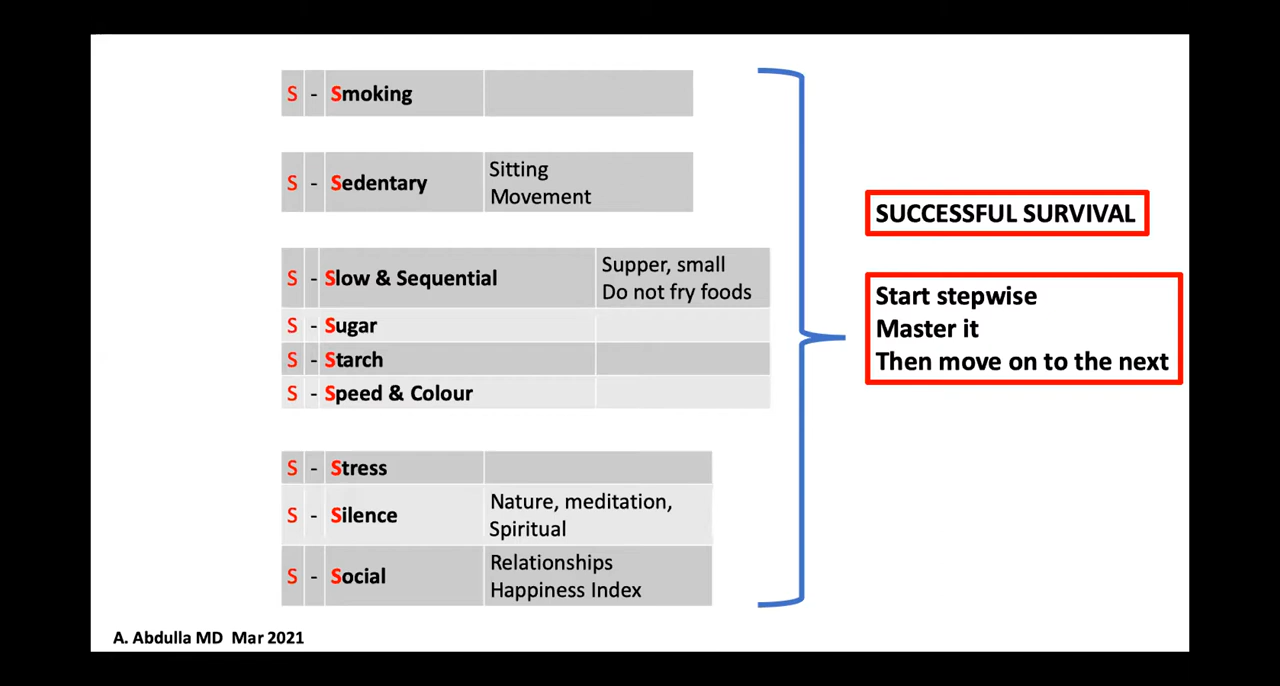 S - Smoking
S - Sedentary
Sitting
Movement
S - Slow & Sequential
Supper, small
Do not fry foods
S - Sugar
S - Starch
S - Speed & Colour
S - Stress
S - Silence
Nature, meditation,
Spiritual
S - Social
Relationships
Happiness Index
SUCCESSFUL SURVIVAL
Start stepwise
Master it
Then move on to the next
A. Abdulla MD Mar 2021